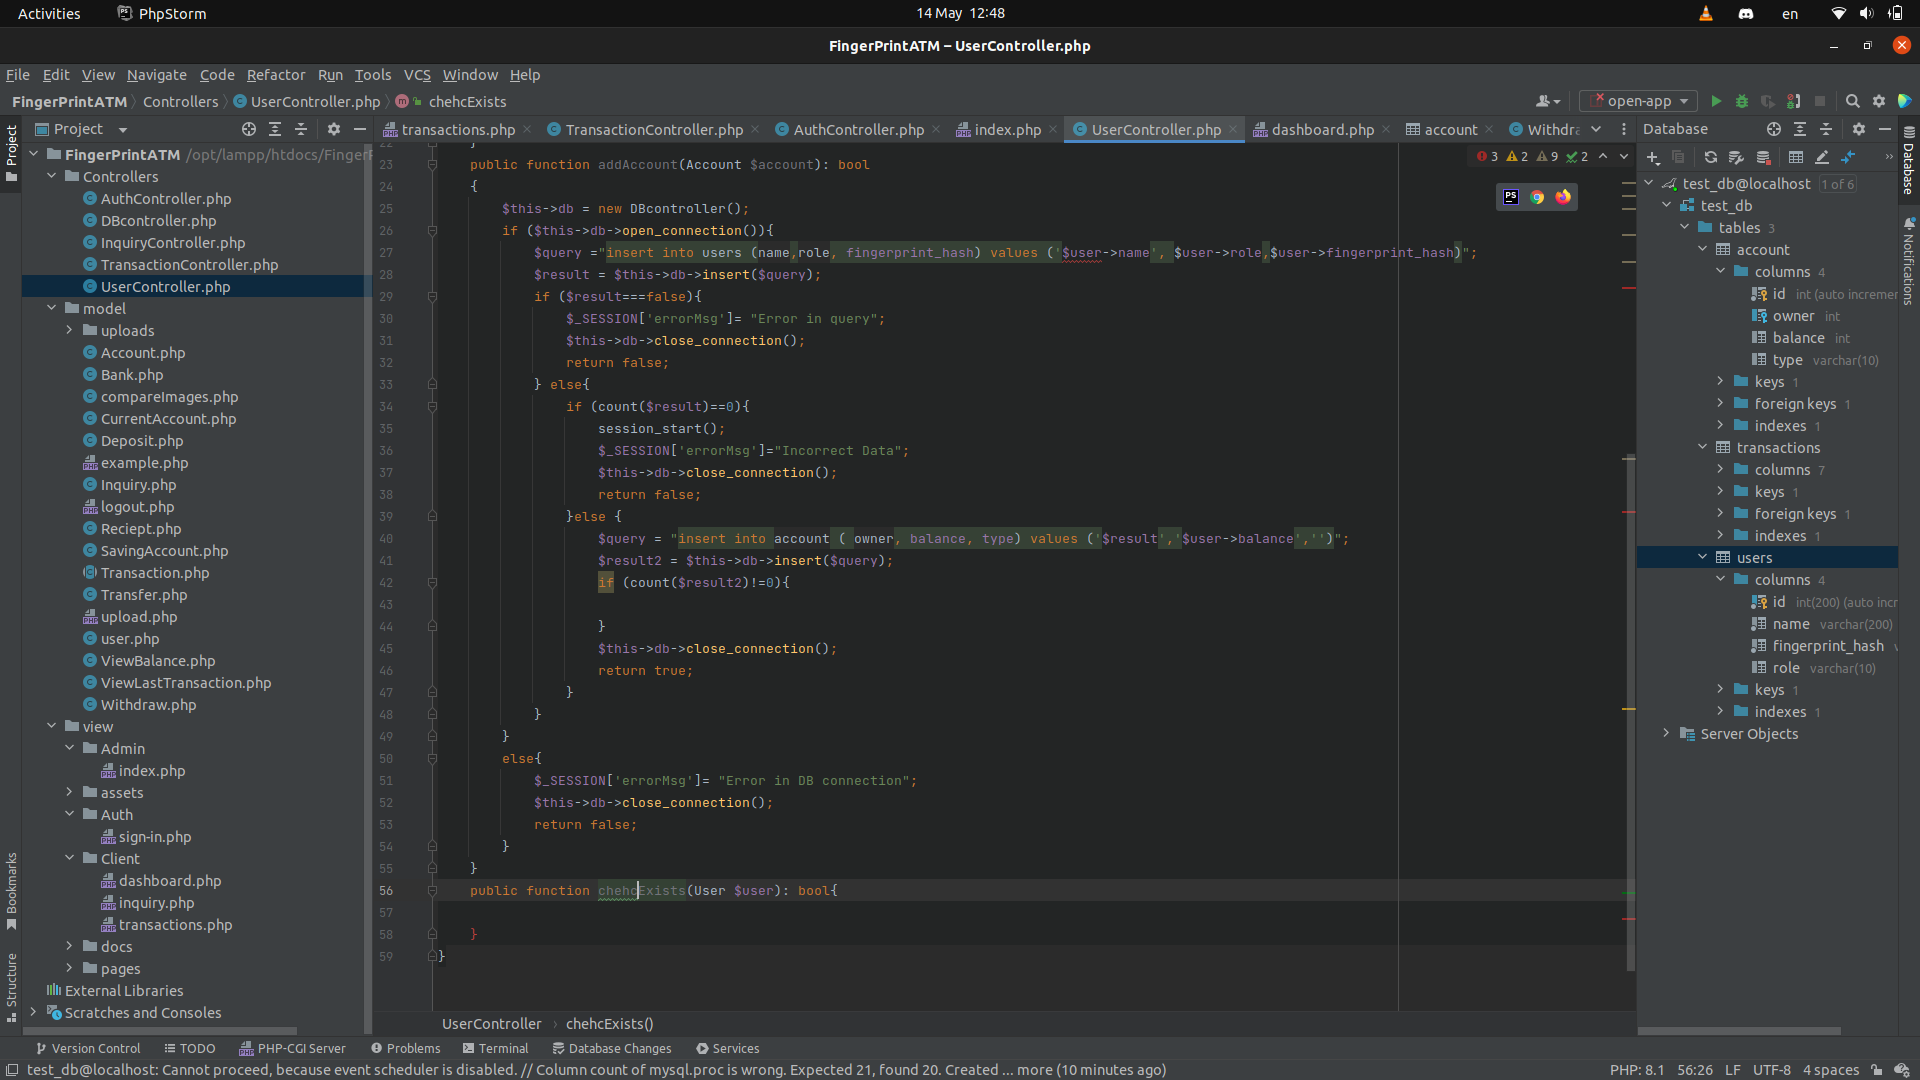 Activities PhpStorm 14 May 12:48 en
FingerPrintATM – UserController.php
File Edit View Navigate Code Refactor Run Tools VCS Window Help
FingerPrintATM Controllers UserController.php m chehcExists open-app
Project transactions.php TransactionController.php AuthController.php index.php UserController.php dashboard.php account Withdra Database
FingerPrintATM /opt/lampp/htdocs/FingerP
Controllers
AuthController.php
DBcontroller.php
InquiryController.php
TransactionController.php
UserController.php
model
uploads
Account.php
Bank.php
compareImages.php
CurrentAccount.php
Deposit.php
example.php
Inquiry.php
logout.php
Reciept.php
SavingAccount.php
Transaction.php
Transfer.php
upload.php
user.php
ViewBalance.php
ViewLastTransaction.php
Withdraw.php
view
Admin
index.php
assets
Auth
sign-in.php
Client
dashboard.php
inquiry.php
transactions.php
docs
pages
External Libraries
Scratches and Consoles
Project
Bookmarks
Structure
22 }
23 public function addAccount(Account $account): bool
24 {
25 $this->db = new DBcontroller();
26 if ($this->db->open_connection()){
27 $query ="insert into users (name,role, fingerprint_hash) values ('$user->name', $user->role,$user->fingerprint_hash)";
28 $result = $this->db->insert($query);
29 if ($result===false){
30 $_SESSION['errorMsg']= "Error in query";
31 $this->db->close_connection();
32 return false;
33 } else{
34 if (count($result)==0){
35 session_start();
36 $_SESSION['errorMsg']="Incorrect Data";
37 $this->db->close_connection();
38 return false;
39 }else {
40 $query = "insert into account ( owner, balance, type) values ('$result','$user->balance','')";
41 $result2 = $this->db->insert($query);
42 if (count($result2)!=0){
43
44 }
45 $this->db->close_connection();
46 return true;
47 }
48 }
49 }
50 else{
51 $_SESSION['errorMsg']= "Error in DB connection";
52 $this->db->close_connection();
53 return false;
54 }
55 }
56 public function chehcExists(User $user): bool{
57
58 }
59 }
3 2 9 2
PS
UserController chehcExists()
test_db@localhost 1 of 6
test_db
tables 3
account
columns 4
id int (auto incremen
owner int
balance int
type varchar(10)
keys 1
foreign keys 1
indexes 1
transactions
columns 7
keys 1
foreign keys 1
indexes 1
users
columns 4
id int(200) (auto incr
name varchar(200)
fingerprint_hash v
role varchar(10)
keys 1
indexes 1
Server Objects
Database
Notifications
Version Control TODO PHP-CGI Server Problems Terminal Database Changes Services
test_db@localhost: Cannot proceed, because event scheduler is disabled. // Column count of mysql.proc is wrong. Expected 21, found 20. Created ... more (10 minutes ago) PHP: 8.1 56:26 LF UTF-8 4 spaces